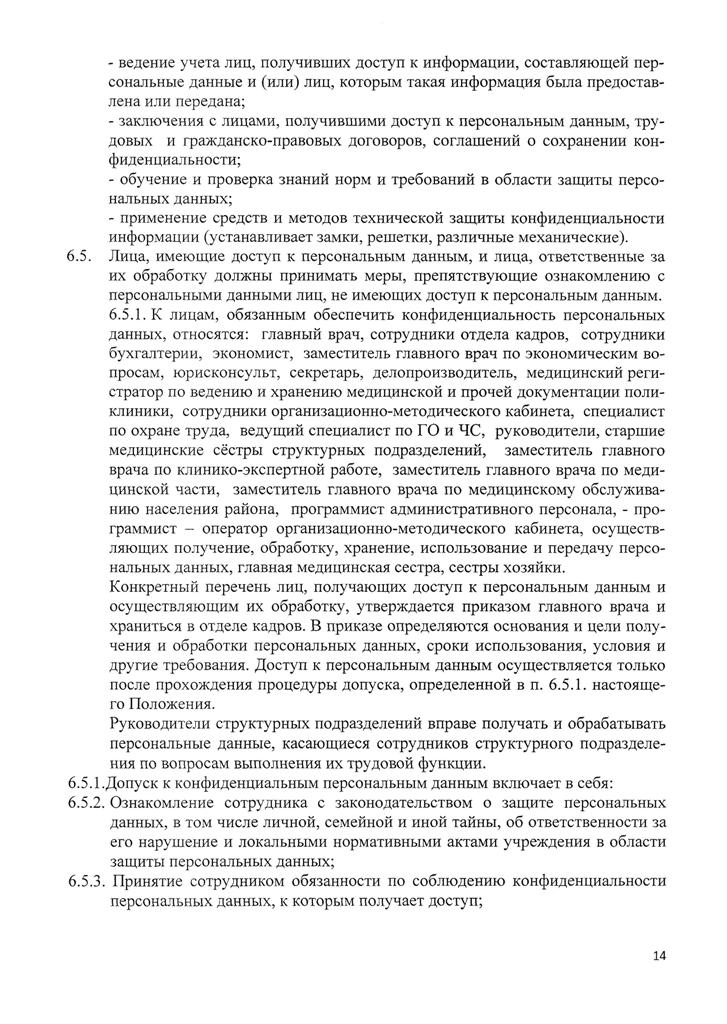 - ведение учета лиц, получивших доступ к информации, составляющей пер-
сональные данные и (или) лиц, которым такая информация была предостав-
лена или передана;
- заключения с лицами, получившими доступ к персональным данным, тру-
довых и гражданско-правовых договоров, соглашений о сохранении кон-
фиденциальности;
- обучение и проверка знаний норм и требований в области защиты персо-
нальных данных;
- применение средств и методов технической защиты конфиденциальности
информации (устанавливает замки, решетки, различные механические).
6.5. Лица, имеющие доступ к персональным данным, и лица, ответственные за
их обработку должны принимать меры, препятствующие ознакомлению с
персональными данными лиц, не имеющих доступ к персональным данным.
6.5.1. К лицам, обязанным обеспечить конфиденциальность персональных
данных, относятся: главный врач, сотрудники отдела кадров, сотрудники
бухгалтерии, экономист, заместитель главного врач по экономическим во-
просам, юрисконсульт, секретарь, делопроизводитель, медицинский реги-
стратор по ведению и хранению медицинской и прочей документации поли-
клиники, сотрудники организационно-методического кабинета, специалист
по охране труда, ведущий специалист по ГО и ЧС, руководители, старшие
медицинские сёстры структурных подразделений, заместитель главного
врача по клинико-экспертной работе, заместитель главного врача по меди-
цинской части, заместитель главного врача по медицинскому обслужива-
нию населения района, программист административного персонала, - про-
граммист – оператор организационно-методического кабинета, осуществ-
ляющих получение, обработку, хранение, использование и передачу персо-
нальных данных, главная медицинская сестра, сестры хозяйки.
Конкретный перечень лиц, получающих доступ к персональным данным и
осуществляющим их обработку, утверждается приказом главного врача и
храниться в отделе кадров. В приказе определяются основания и цели полу-
чения и обработки персональных данных, сроки использования, условия и
другие требования. Доступ к персональным данным осуществляется только
после прохождения процедуры допуска, определенной в п. 6.5.1. настояще-
го Положения.
Руководители структурных подразделений вправе получать и обрабатывать
персональные данные, касающиеся сотрудников структурного подразделе-
ния по вопросам выполнения их трудовой функции.
6.5.1.Допуск к конфиденциальным персональным данным включает в себя:
6.5.2. Ознакомление сотрудника с законодательством о защите персональных
данных, в том числе личной, семейной и иной тайны, об ответственности за
его нарушение и локальными нормативными актами учреждения в области
защиты персональных данных;
6.5.3. Принятие сотрудником обязанности по соблюдению конфиденциальности
персональных данных, к которым получает доступ;
14